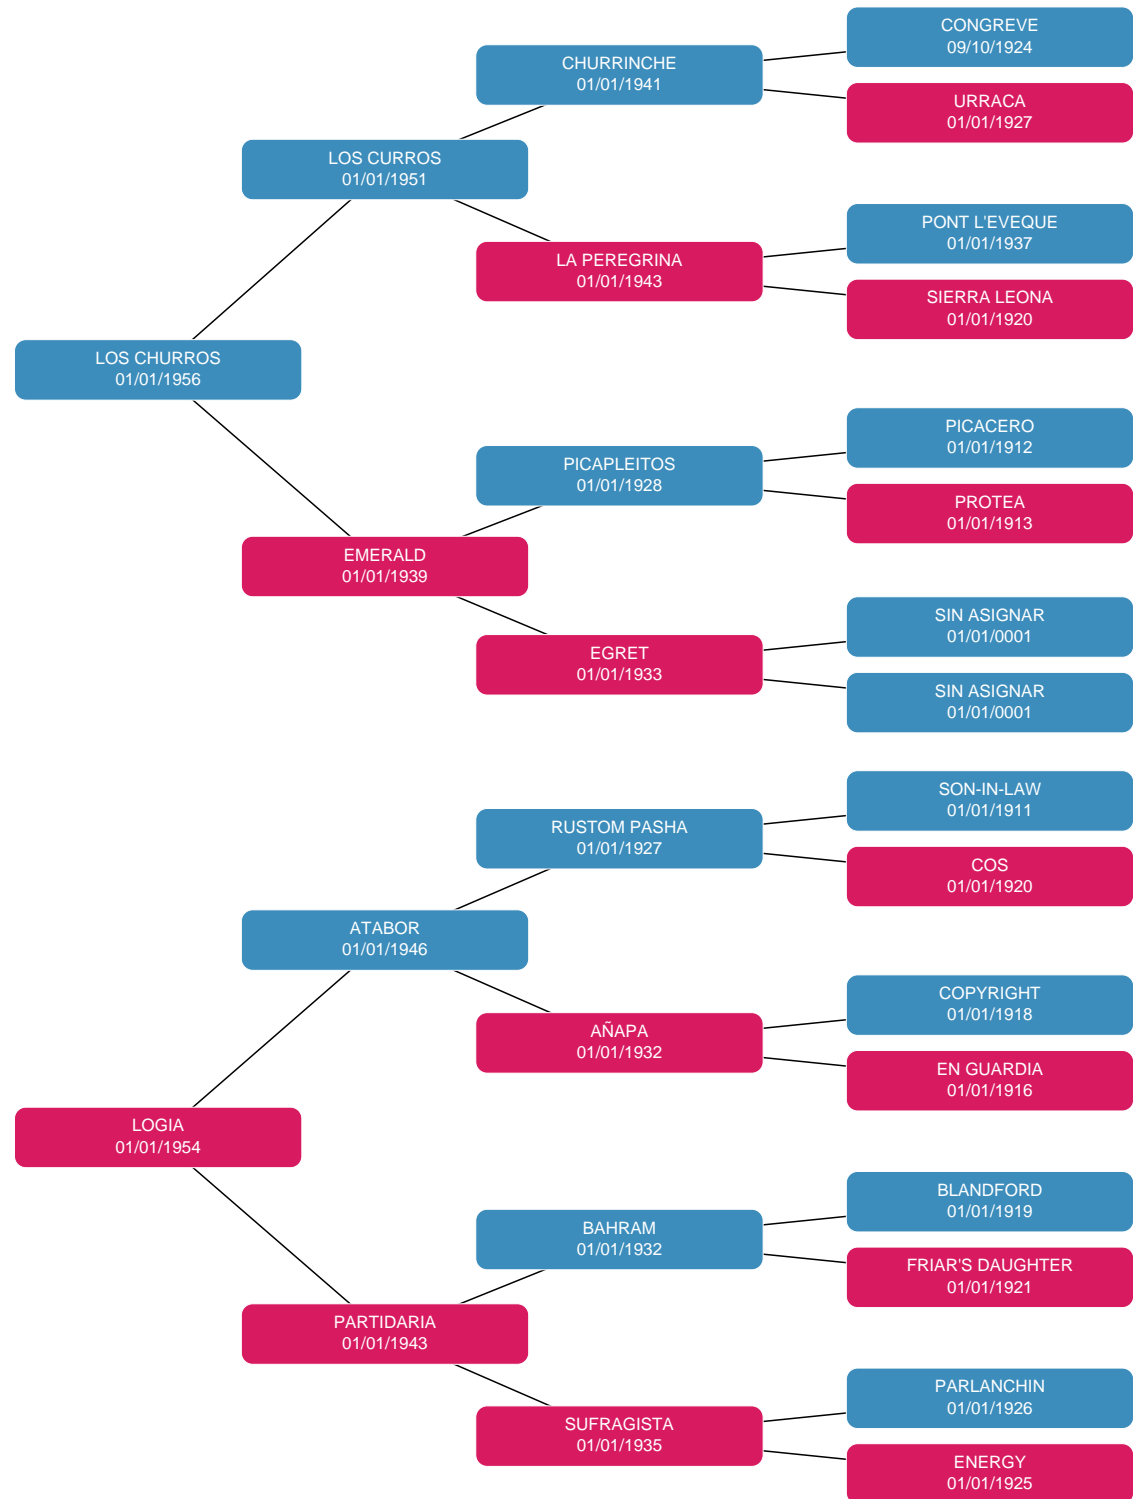 CONGREVE
09/10/1924
CHURRINCHE
01/01/1941
URRACA
01/01/1927
LOS CURROS
01/01/1951
PONT L'EVEQUE
01/01/1937
LA PEREGRINA
01/01/1943
SIERRA LEONA
01/01/1920
LOS CHURROS
01/01/1956
PICACERO
01/01/1912
PICAPLEITOS
01/01/1928
PROTEA
01/01/1913
EMERALD
01/01/1939
SIN ASIGNAR
01/01/0001
EGRET
01/01/1933
SIN ASIGNAR
01/01/0001
SON-IN-LAW
01/01/1911
RUSTOM PASHA
01/01/1927
COS
01/01/1920
ATABOR
01/01/1946
COPYRIGHT
01/01/1918
AÑAPA
01/01/1932
EN GUARDIA
01/01/1916
LOGIA
01/01/1954
BLANDFORD
01/01/1919
BAHRAM
01/01/1932
FRIAR'S DAUGHTER
01/01/1921
PARTIDARIA
01/01/1943
PARLANCHIN
01/01/1926
SUFRAGISTA
01/01/1935
ENERGY
01/01/1925